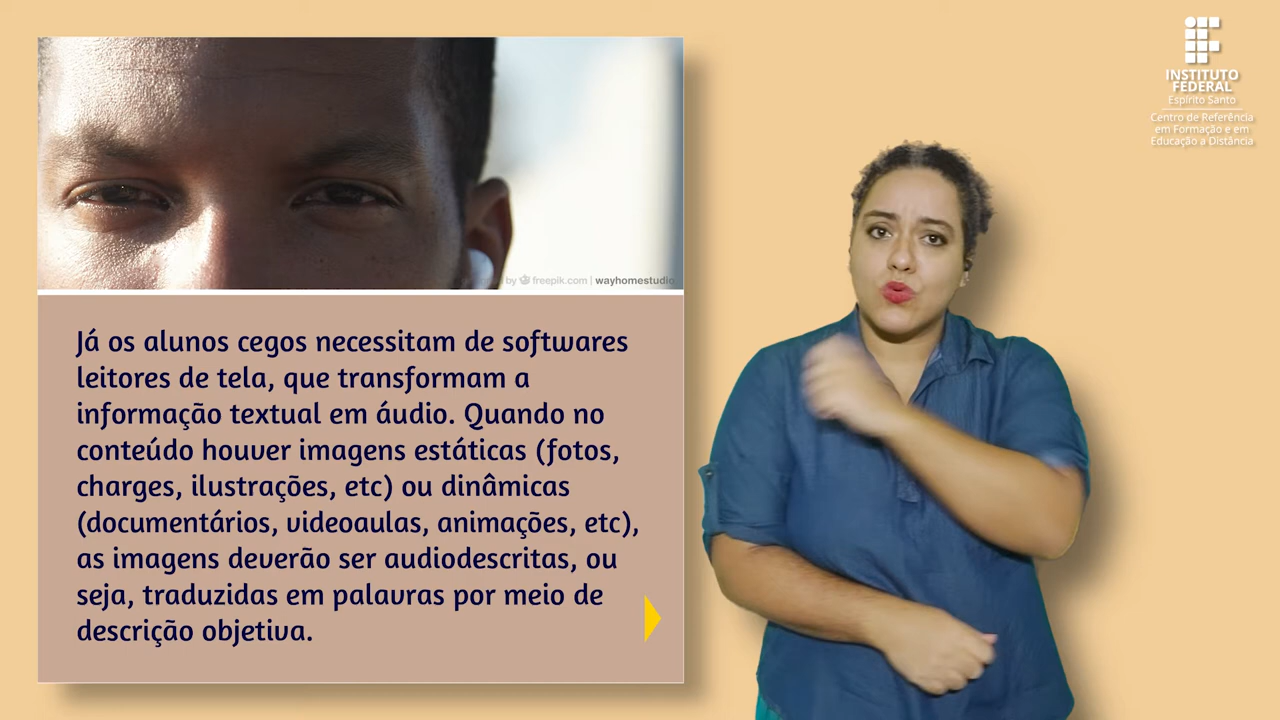 INSTITUTO
FEDERAL
Espírito Santo
Centro de Referência
em Formação e em
Educação a Distância
by freepik.com | wayhomestudio
Já os alunos cegos necessitam de softwares
leitores de tela, que transformam a
informação textual em áudio. Quando no
conteúdo houver imagens estáticas (fotos,
charges, ilustrações, etc) ou dinâmicas
(documentários, videoaulas, animações, etc),
as imagens deverão ser audiodescritas, ou
seja, traduzidas em palavras por meio de
descrição objetiva.